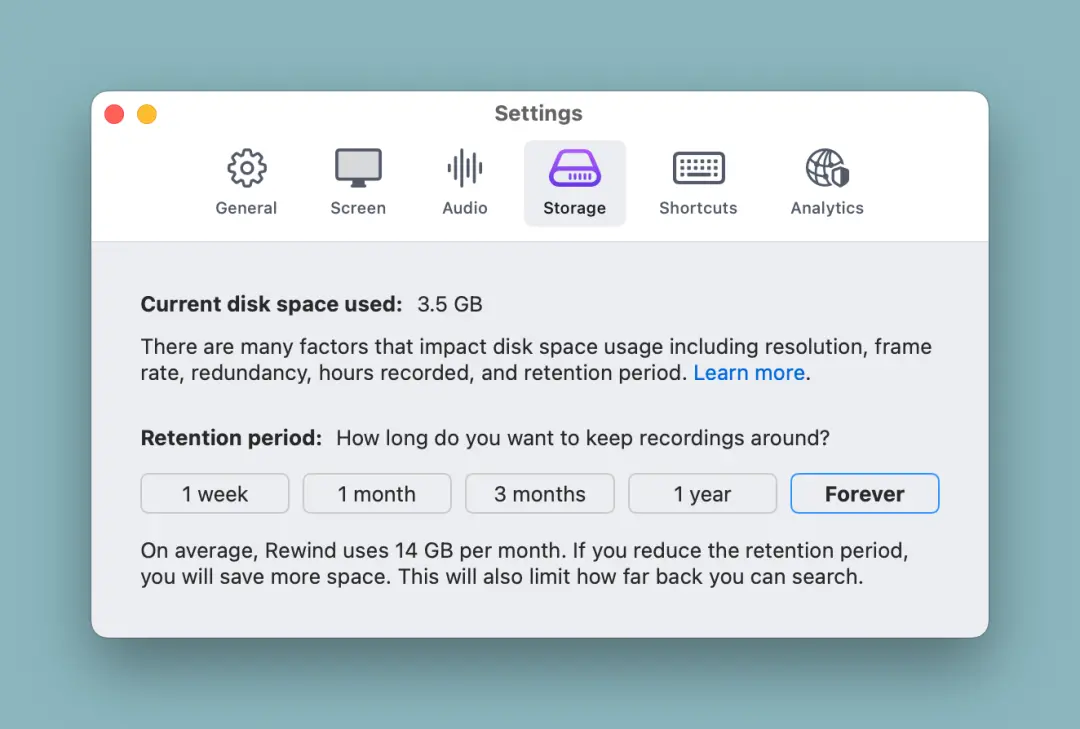 Settings
General Screen Audio Storage Shortcuts Analytics
Current disk space used: 3.5 GB
There are many factors that impact disk space usage including resolution, frame
rate, redundancy, hours recorded, and retention period. Learn more.
Retention period: How long do you want to keep recordings around?
1 week 1 month 3 months 1 year Forever
On average, Rewind uses 14 GB per month. If you reduce the retention period,
you will save more space. This will also limit how far back you can search.